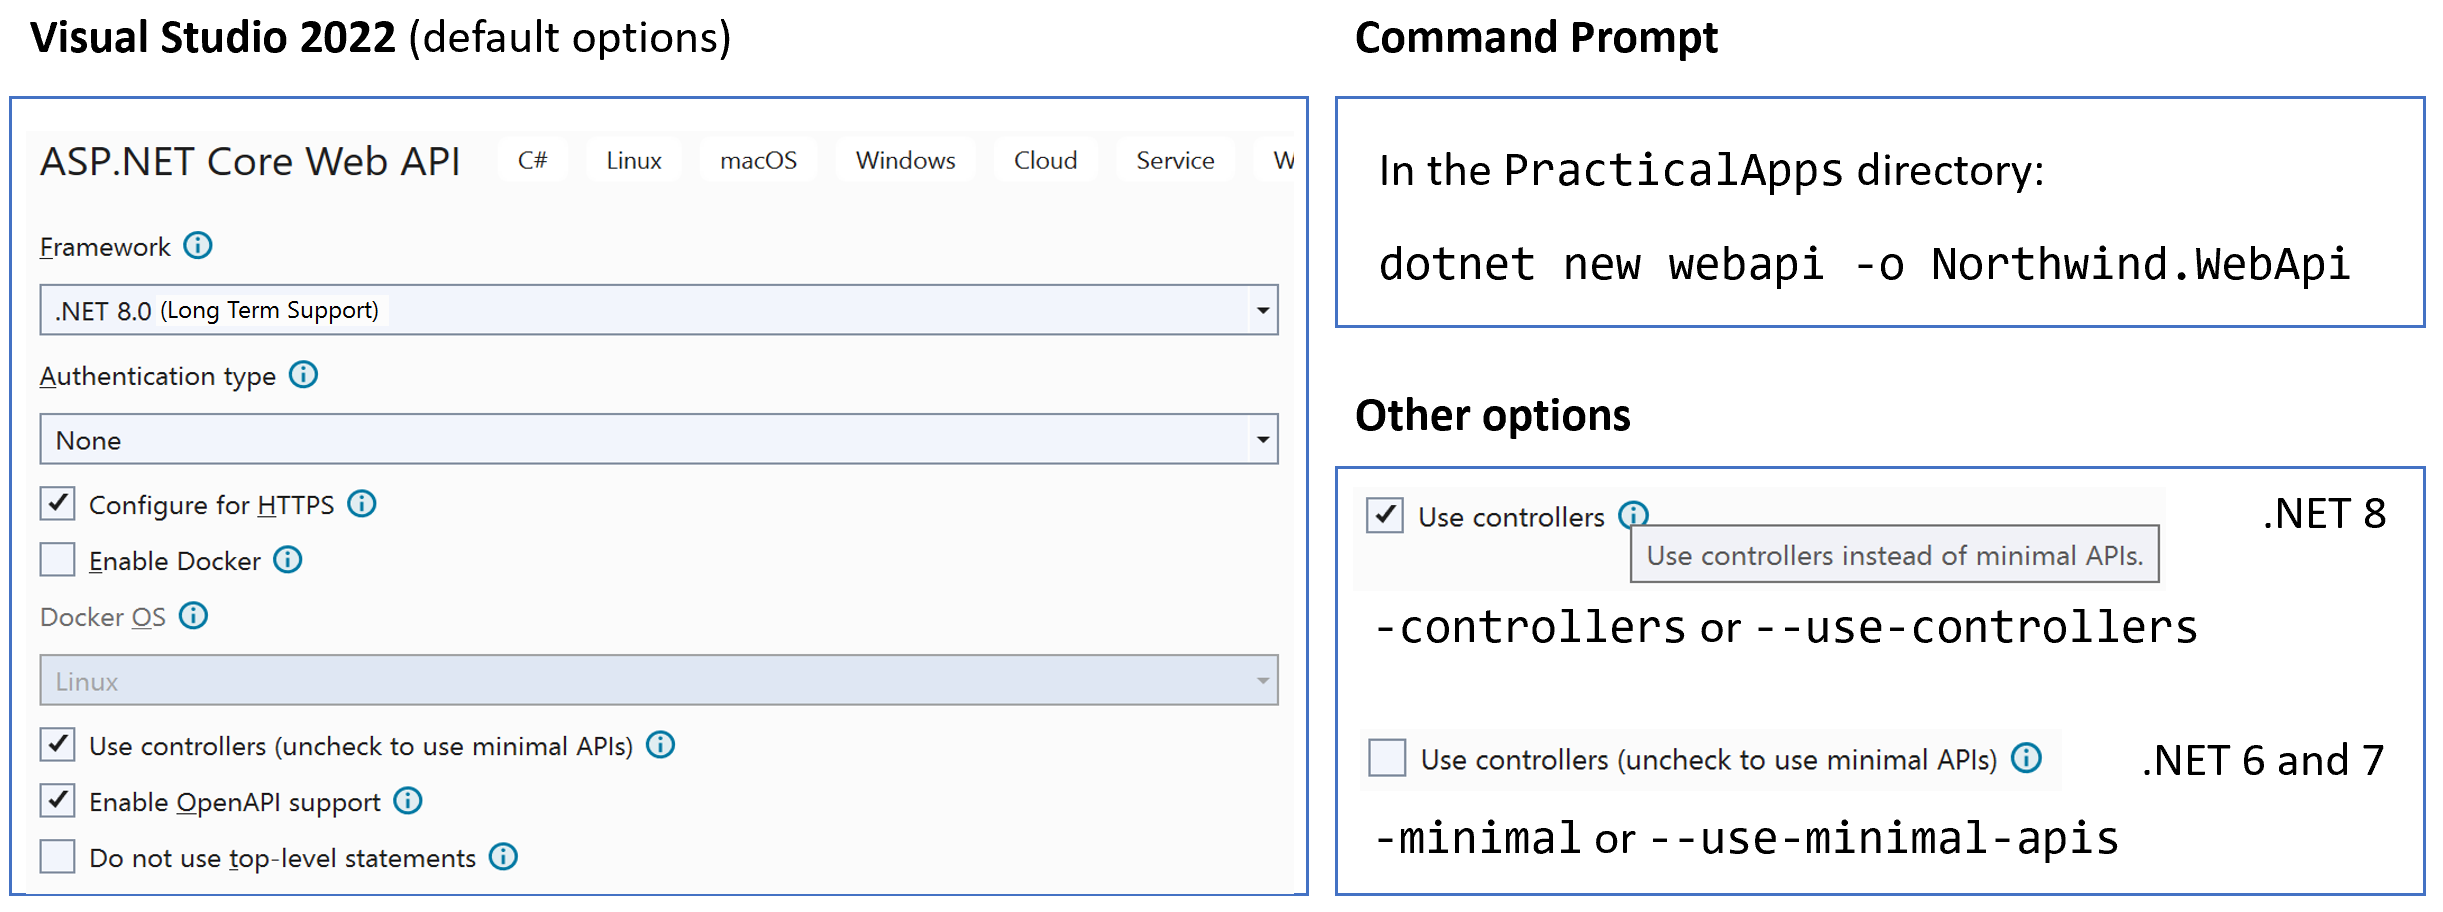 Visual Studio 2022 (default options)
ASP.NET Core Web API C# Linux macOS Windows Cloud Service W
Framework
.NET 8.0 (Long Term Support)
Authentication type
None
Configure for HTTPS
Enable Docker
Docker OS
Linux
Use controllers (uncheck to use minimal APIs)
Enable OpenAPI support
Do not use top-level statements
Command Prompt
In the PracticalApps directory:
dotnet new webapi -o Northwind.WebApi
Other options
Use controllers .NET 8
Use controllers instead of minimal APIs.
-controllers or --use-controllers
Use controllers (uncheck to use minimal APIs) .NET 6 and 7
-minimal or --use-minimal-apis